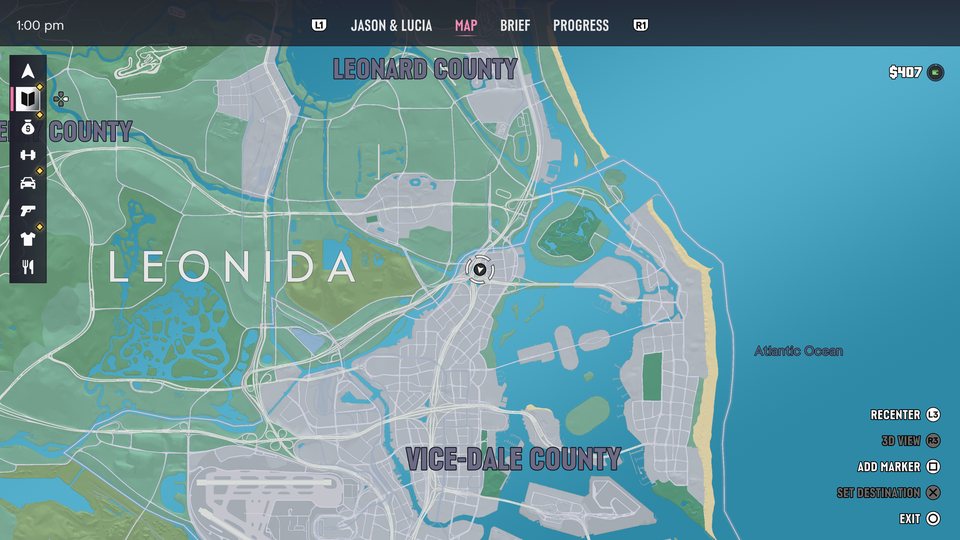 1:00 pm
L1 JASON & LUCIA MAP BRIEF PROGRESS R1
$407
LEONARD COUNTY
COUNTY
LEONIDA
Atlantic Ocean
VICE-DALE COUNTY
RECENTER L3
3D VIEW R3
ADD MARKER
SET DESTINATION
EXIT